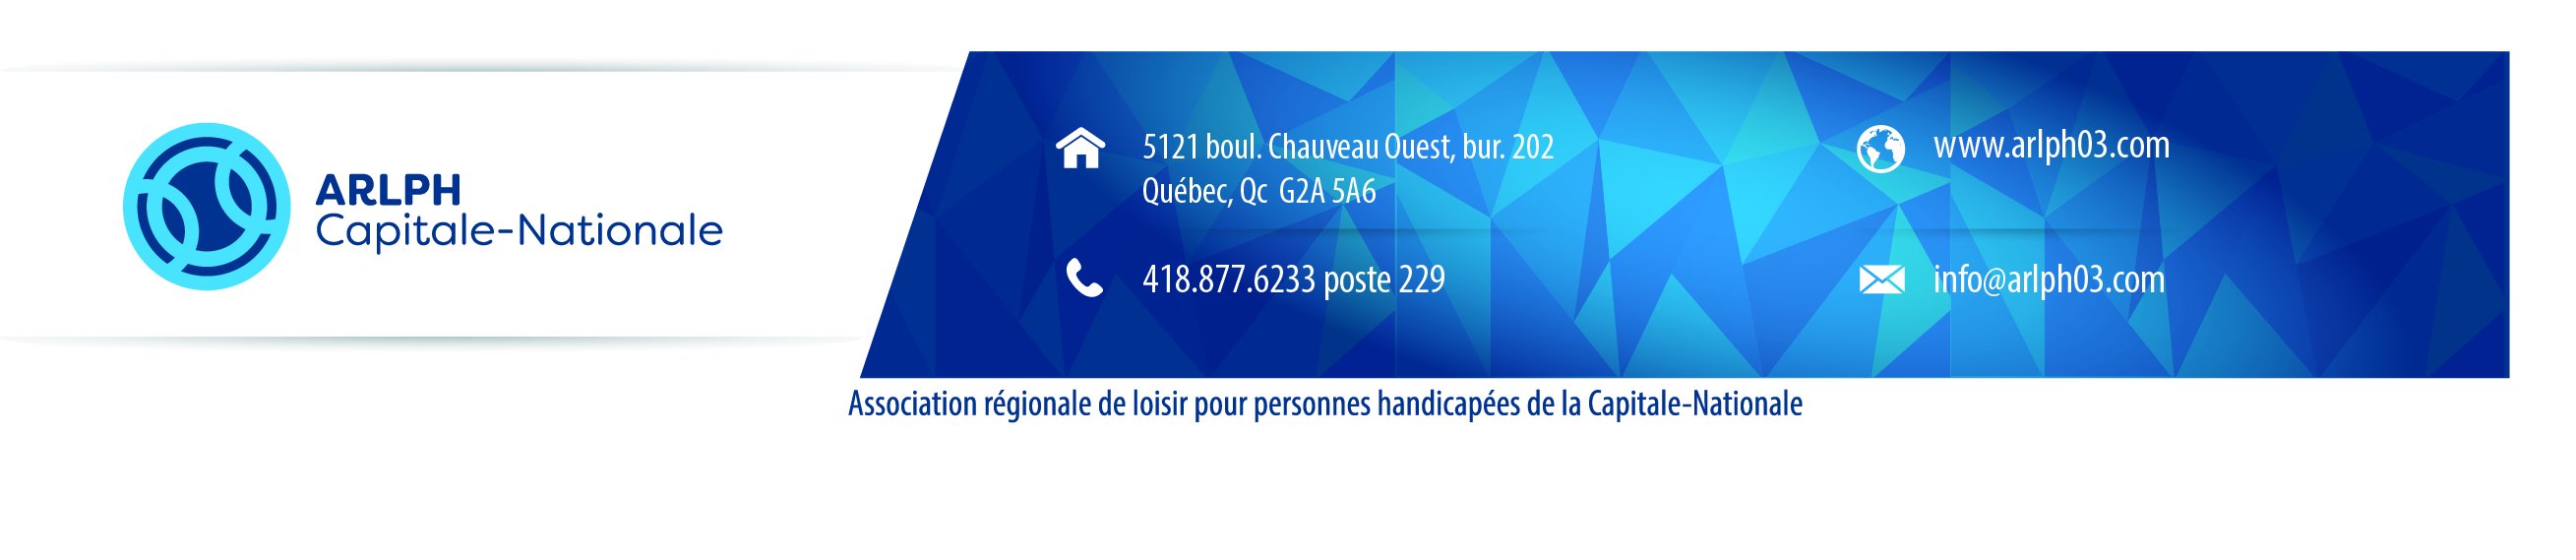 ARLPH
Capitale-Nationale
5121 boul. Chauveau Ouest, bur. 202
Québec, Qc  G2A 5A6
418.877.6233 poste 229
www.arlph03.com
info@arlph03.com
Association régionale de loisir pour personnes handicapées de la Capitale-Nationale